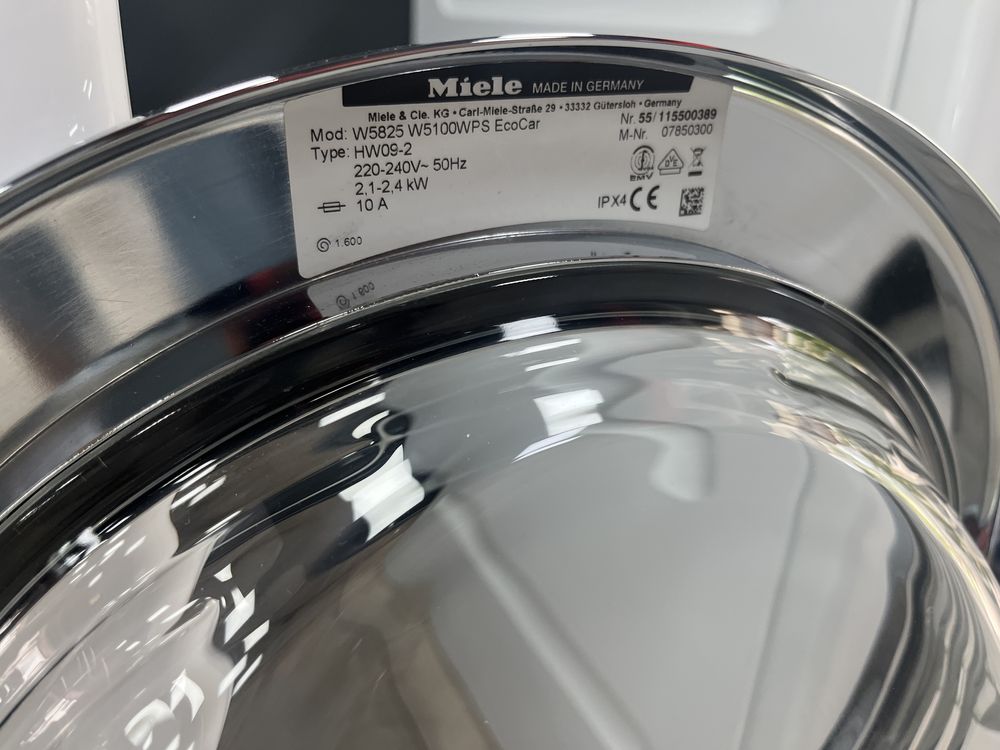 Miele MADE IN GERMANY
Miele & Cie. KG • Carl-Miele-Straße 29 • 33332 Gütersloh • Germany
Mod: W5825 W5100WPS EcoCar
Nr. 55/115500389
Type: HW09-2
M-Nr. 07850300
220-240V~ 50Hz
2,1-2,4 kW
10 A
EMV
VDE
IPX4 CE
1.600